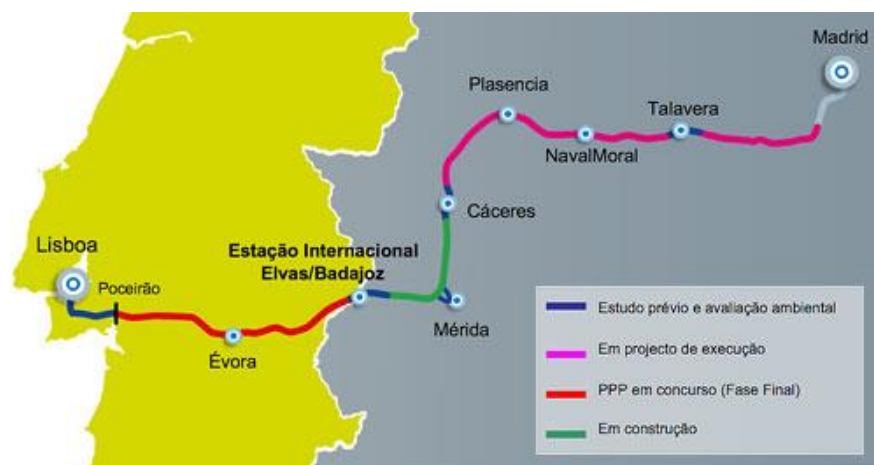 Madrid
Plasencia
Talavera
NavalMoral
Cáceres
Lisboa
Estação Internacional
Elvas/Badajoz
Poceirão
Mérida
Évora
Estudo prévio e avaliação ambiental
Em projecto de execução
PPP em concurso (Fase Final)
Em construção